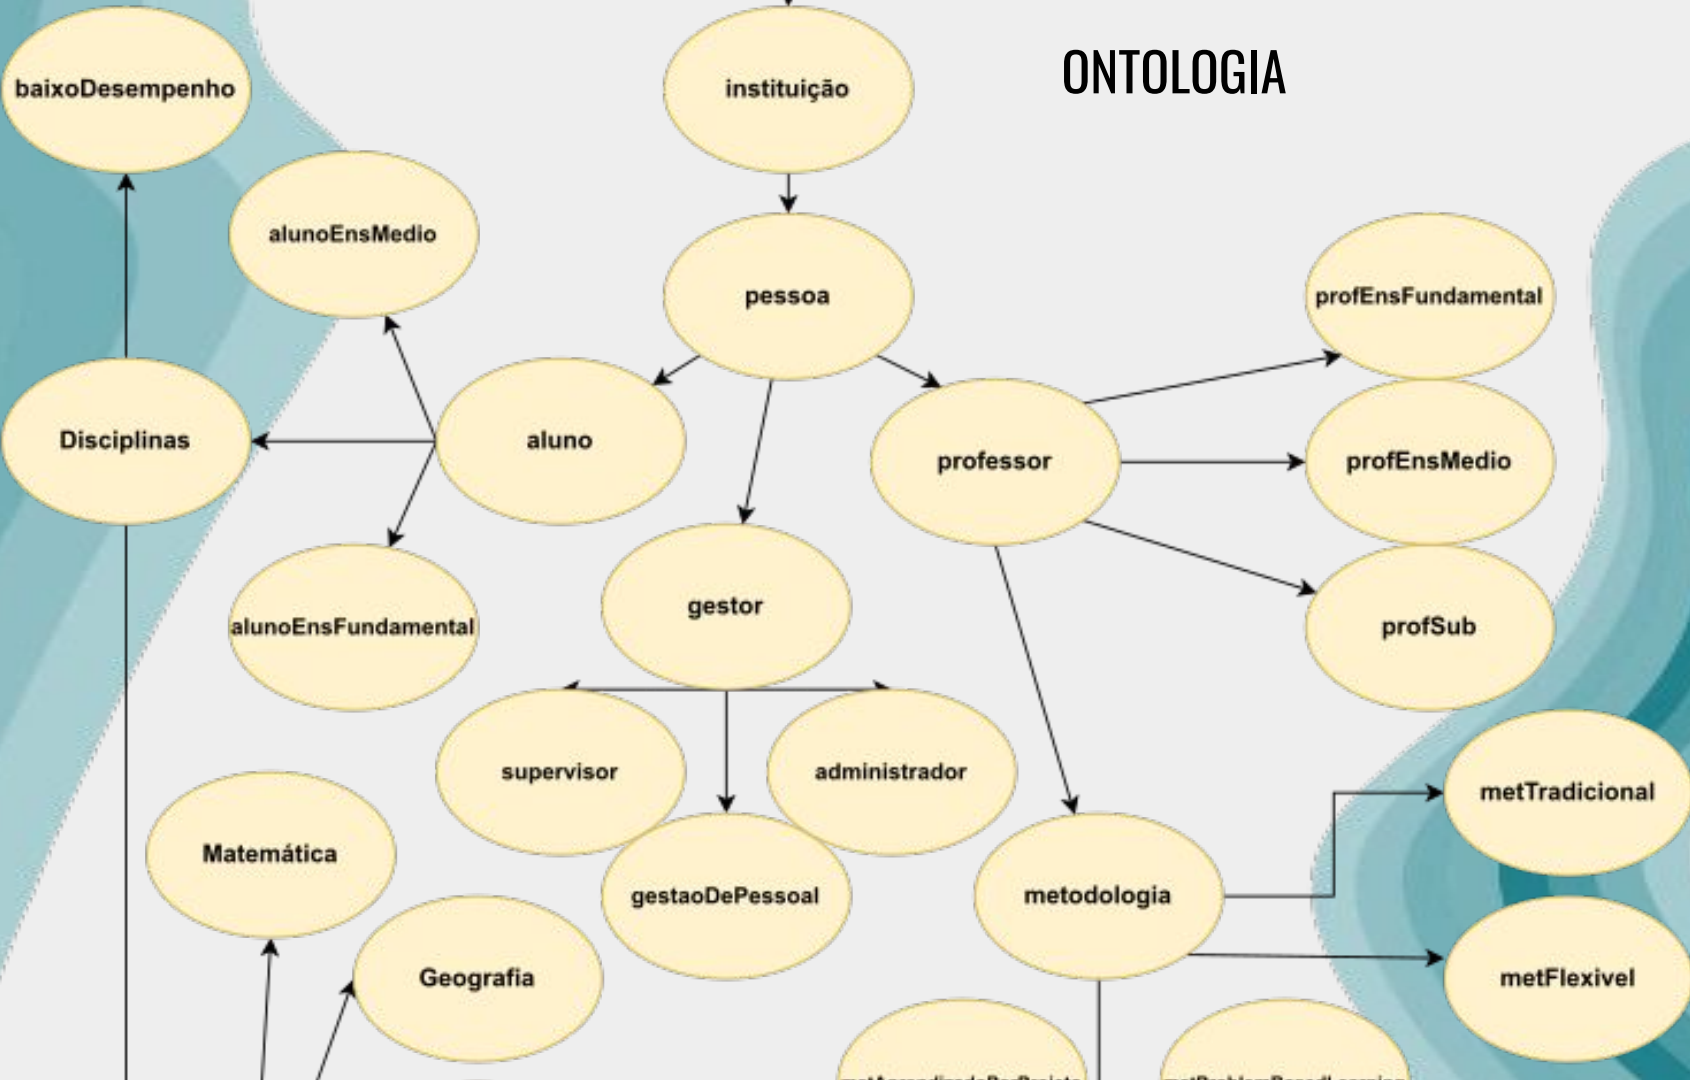 ONTOLOGIA
baixoDesempenho
instituição
alunoEnsMedio
pessoa
profEnsFundamental
Disciplinas
aluno
professor
profEnsMedio
gestor
alunoEnsFundamental
profSub
supervisor
administrador
metTradicional
Matemática
gestaoDePessoal
metodologia
Geografia
metFlexivel